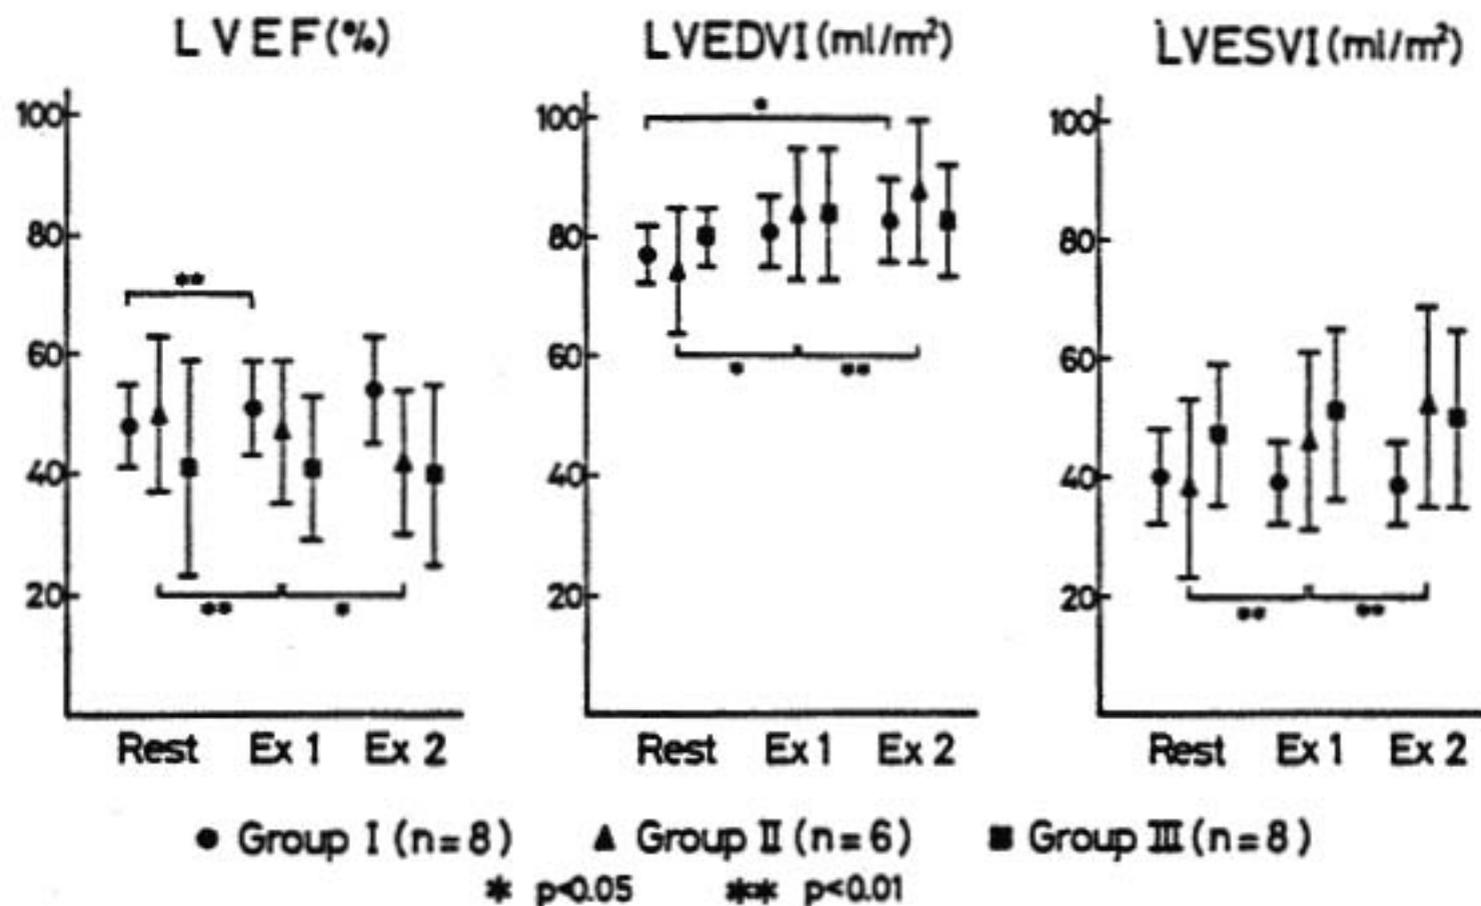 LVEF(%) LVEDVI(ml/m²) LVESVI(ml/m²)
100 100 100
** *
80 80 80
60 60 60
* **
40 40 40
20 20 20
** * ** **
Rest Ex 1 Ex 2 Rest Ex 1 Ex 2 Rest Ex 1 Ex 2
● Group I (n=8) ▲ Group II (n=6) ■ Group III (n=8)
* p<0.05 ** p<0.01